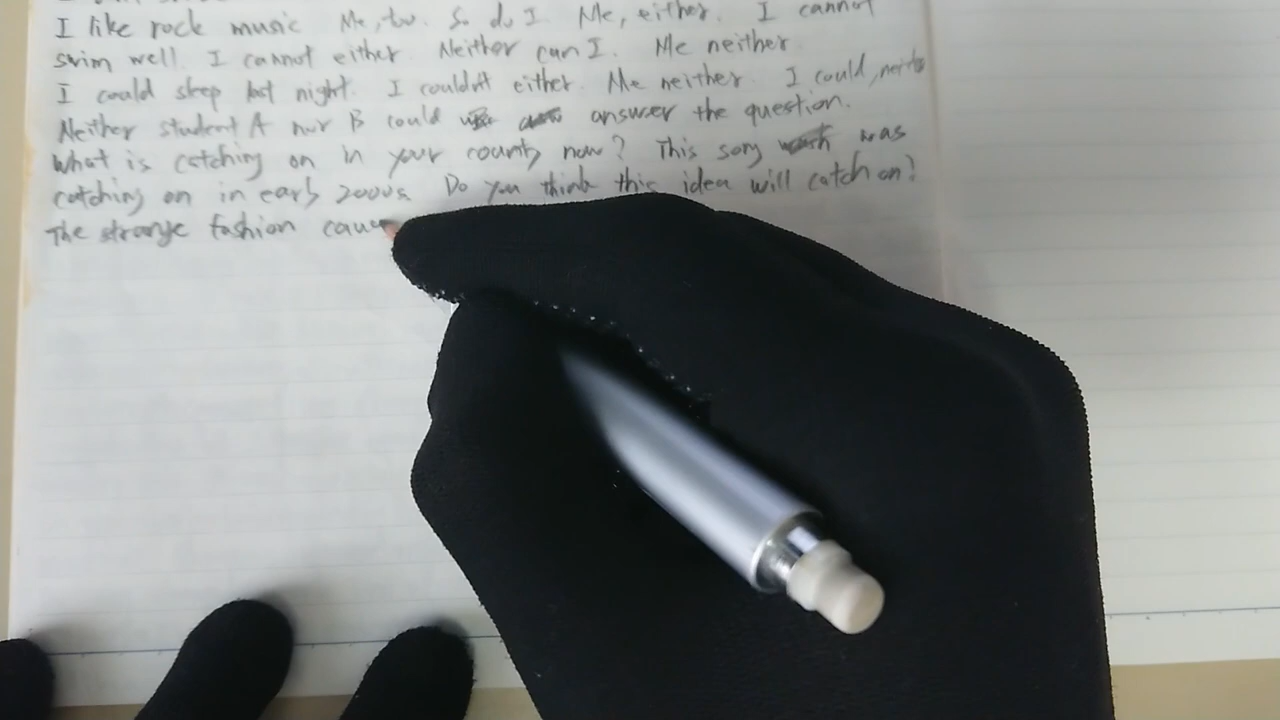 I like rock music Me, too. So do I. Me, either. I cannot
swim well. I cannot either. Neither can I. Me neither
I could sleep last night. I couldn't either. Me neither. I could, neither
Neither student A nor B could answer the question.
What is catching on in your country now? This song was
catching on in early 2000s. Do you think this idea will catch on?
The strange fashion caug